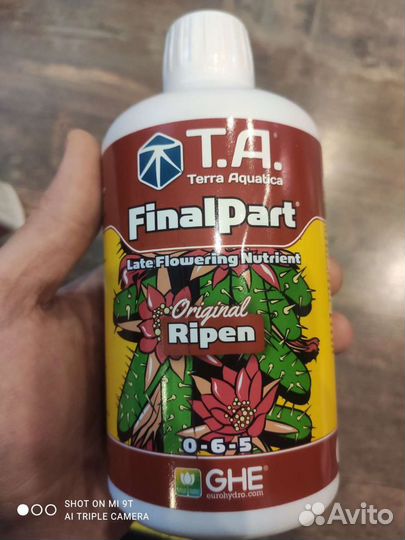 T.A.
Terra Aquatica
FinalPart®
Late Flowering Nutrient
Original
Ripen
0-6-5
GHE®
eurohydro.com
SHOT ON MI 9T
AI TRIPLE CAMERA
Avito